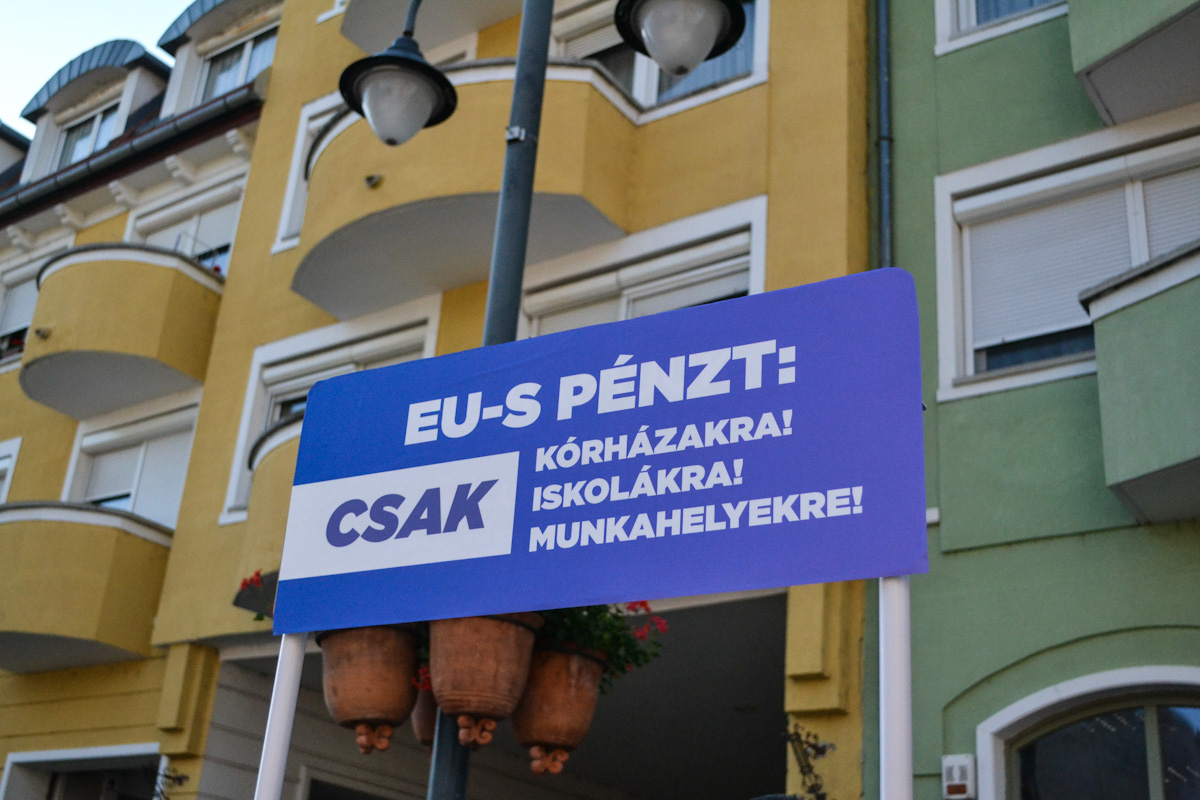 EU-S PÉNZT:
CSAK
KÓRHÁZAKRA!
ISKOLÁKRA!
MUNKAHELYEKRE!